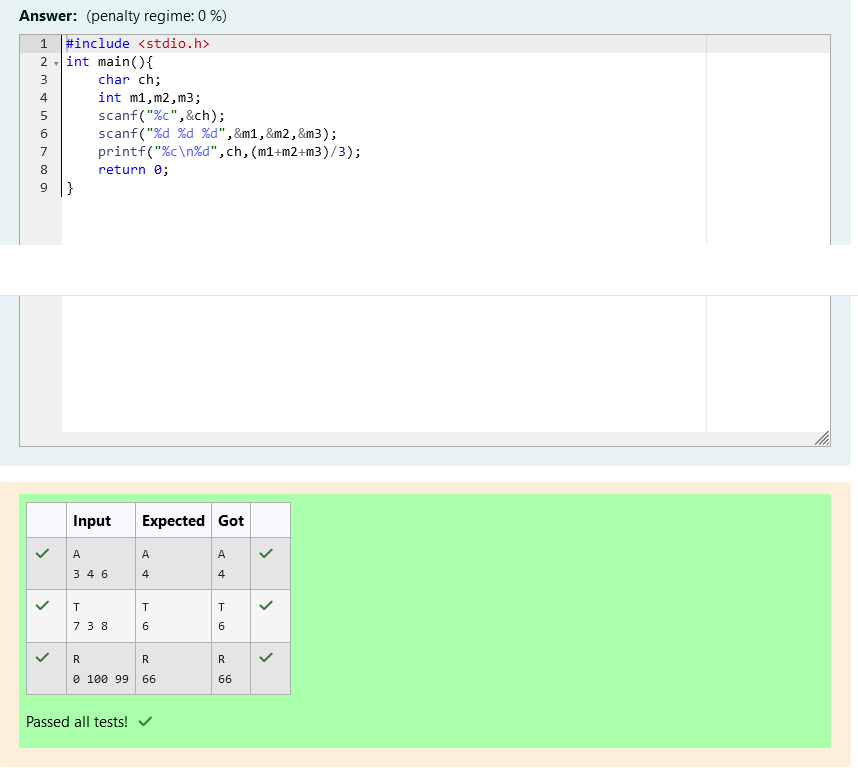 Answer: (penalty regime: 0 %)
1 #include <stdio.h>
2 int main(){
3     char ch;
4     int m1,m2,m3;
5     scanf("%c",&ch);
6     scanf("%d %d %d",&m1,&m2,&m3);
7     printf("%c\n%d",ch,(m1+m2+m3)/3);
8     return 0;
9 }
Input Expected Got
A A A
3 4 6 4 4
T T T
7 3 8 6 6
R R R
0 100 99 66 66
Passed all tests!